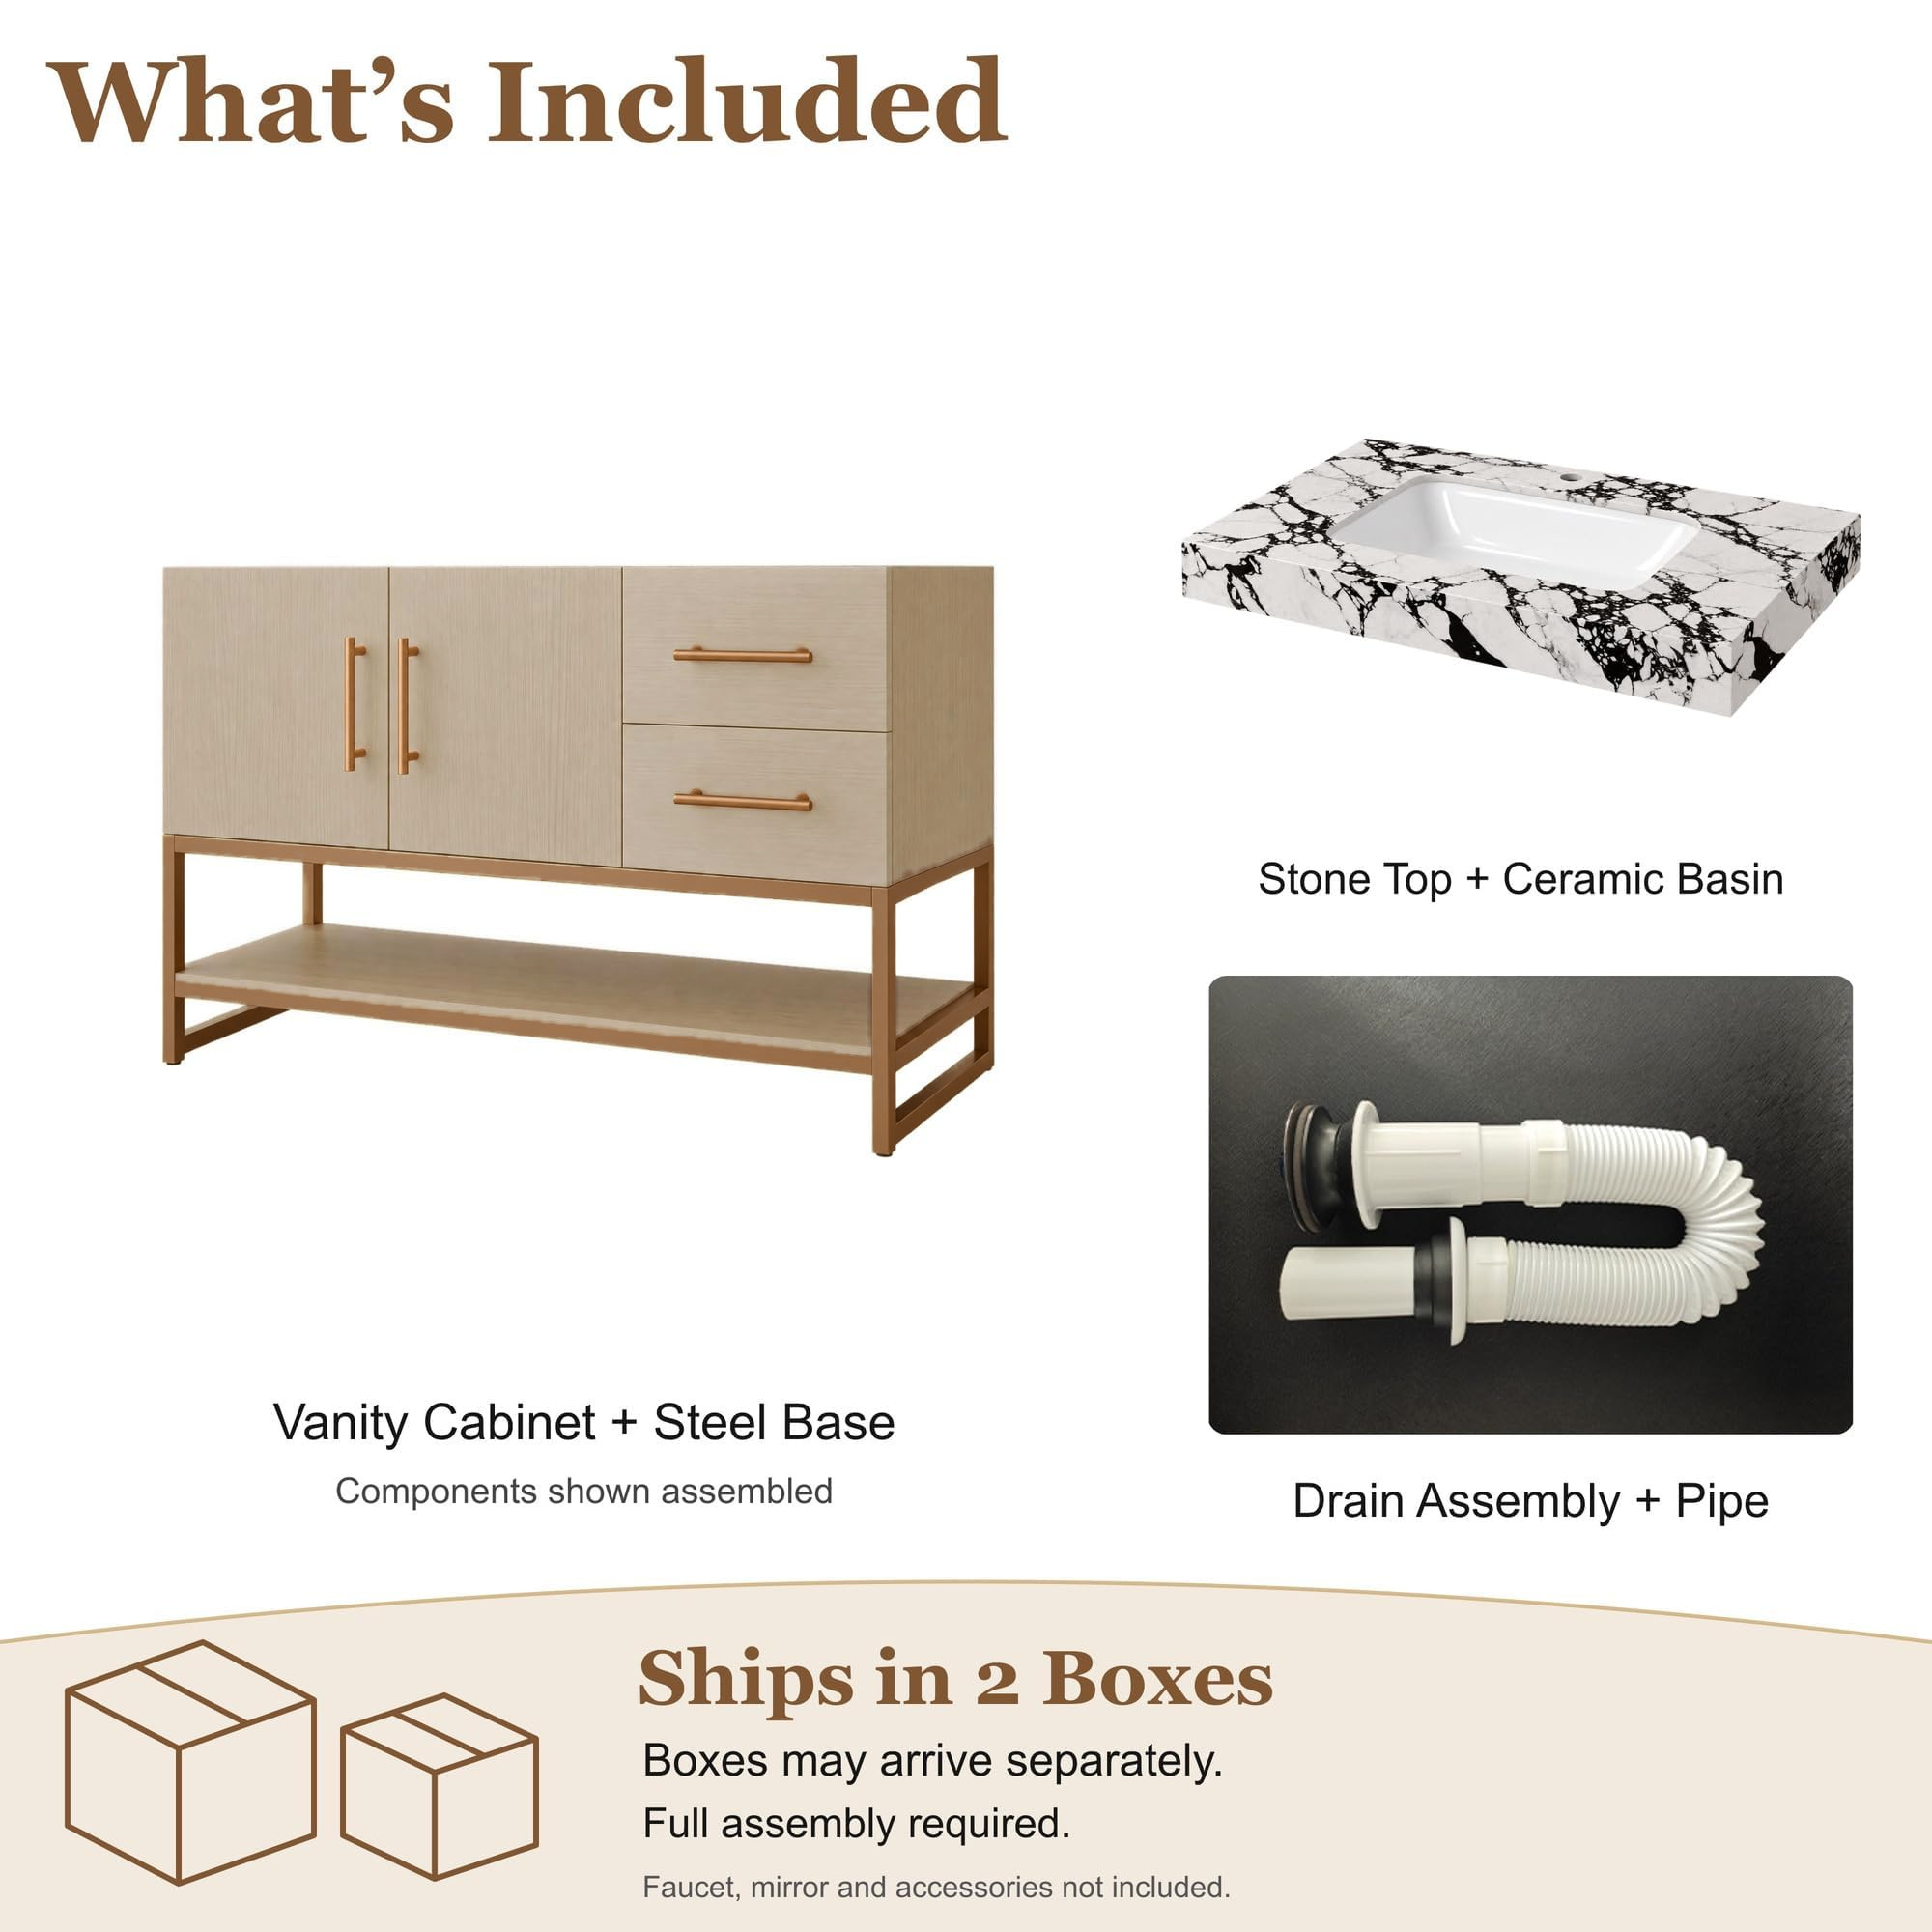 What’s Included
Stone Top + Ceramic Basin
Vanity Cabinet + Steel Base
Components shown assembled
Drain Assembly + Pipe
Ships in 2 Boxes
Boxes may arrive separately.
Full assembly required.
Faucet, mirror and accessories not included.